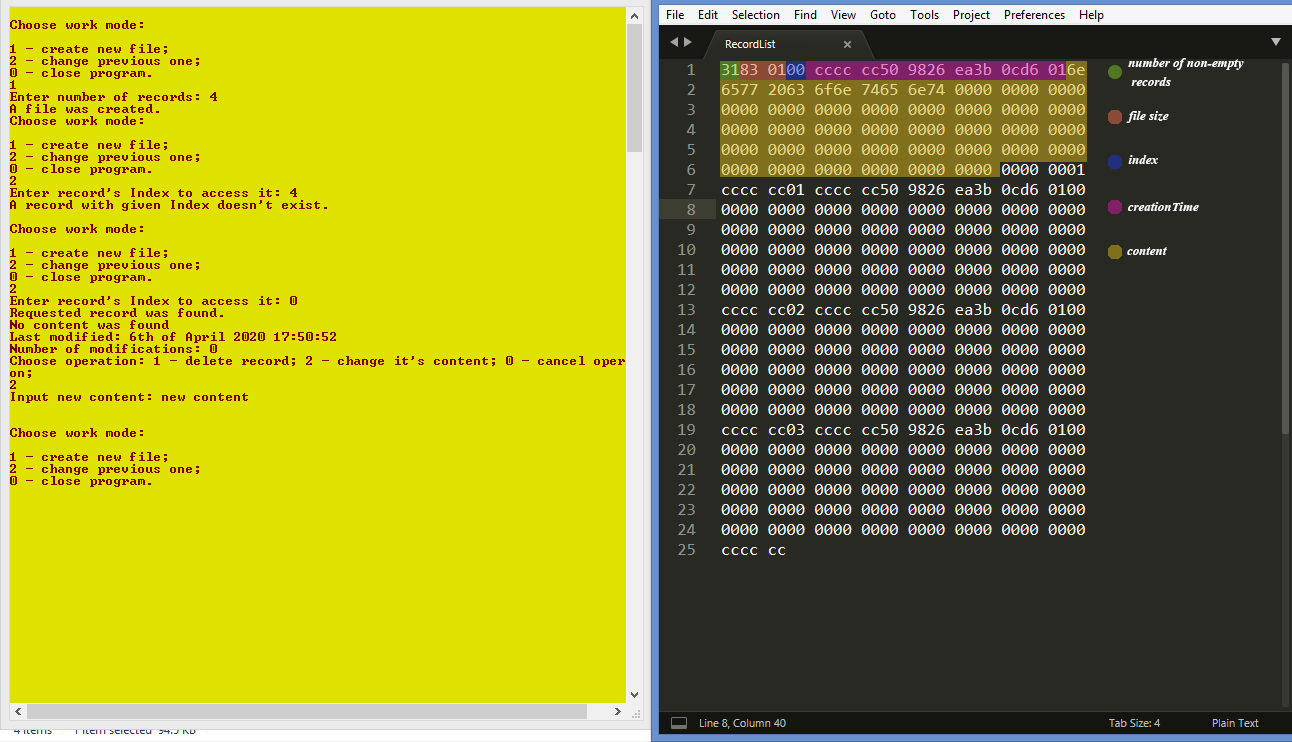 Choose work mode:
1 - create new file;
2 - change previous one;
0 - close program.
1
Enter number of records: 4
A file was created.
Choose work mode:
1 - create new file;
2 - change previous one;
0 - close program.
2
Enter record's Index to access it: 4
A record with given Index doesn't exist.
Choose work mode:
1 - create new file;
2 - change previous one;
0 - close program.
2
Enter record's Index to access it: 0
Requested record was found.
No content was found
Last modified: 6th of April 2020 17:50:52
Number of modifications: 0
Choose operation: 1 - delete record; 2 - change it's content; 0 - cancel oper
on;
2
Input new content: new content
Choose work mode:
1 - create new file;
2 - change previous one;
0 - close program.
4 items 1 item selected 94.5 KB
File Edit Selection Find View Goto Tools Project Preferences Help
RecordList
1 3183 0100 cccc cc50 9826 ea3b 0cd6 016e
2 6577 2063 6f6e 7465 6e74 0000 0000 0000
3 0000 0000 0000 0000 0000 0000 0000 0000
4 0000 0000 0000 0000 0000 0000 0000 0000
5 0000 0000 0000 0000 0000 0000 0000 0000
6 0000 0000 0000 0000 0000 0000 0000 0001
7 cccc cc01 cccc cc50 9826 ea3b 0cd6 0100
8 0000 0000 0000 0000 0000 0000 0000 0000
9 0000 0000 0000 0000 0000 0000 0000 0000
10 0000 0000 0000 0000 0000 0000 0000 0000
11 0000 0000 0000 0000 0000 0000 0000 0000
12 0000 0000 0000 0000 0000 0000 0000 0000
13 cccc cc02 cccc cc50 9826 ea3b 0cd6 0100
14 0000 0000 0000 0000 0000 0000 0000 0000
15 0000 0000 0000 0000 0000 0000 0000 0000
16 0000 0000 0000 0000 0000 0000 0000 0000
17 0000 0000 0000 0000 0000 0000 0000 0000
18 0000 0000 0000 0000 0000 0000 0000 0000
19 cccc cc03 cccc cc50 9826 ea3b 0cd6 0100
20 0000 0000 0000 0000 0000 0000 0000 0000
21 0000 0000 0000 0000 0000 0000 0000 0000
22 0000 0000 0000 0000 0000 0000 0000 0000
23 0000 0000 0000 0000 0000 0000 0000 0000
24 0000 0000 0000 0000 0000 0000 0000 0000
25 cccc cc
number of non-empty
records
file size
index
creationTime
content
Line 8, Column 40
Tab Size: 4
Plain Text